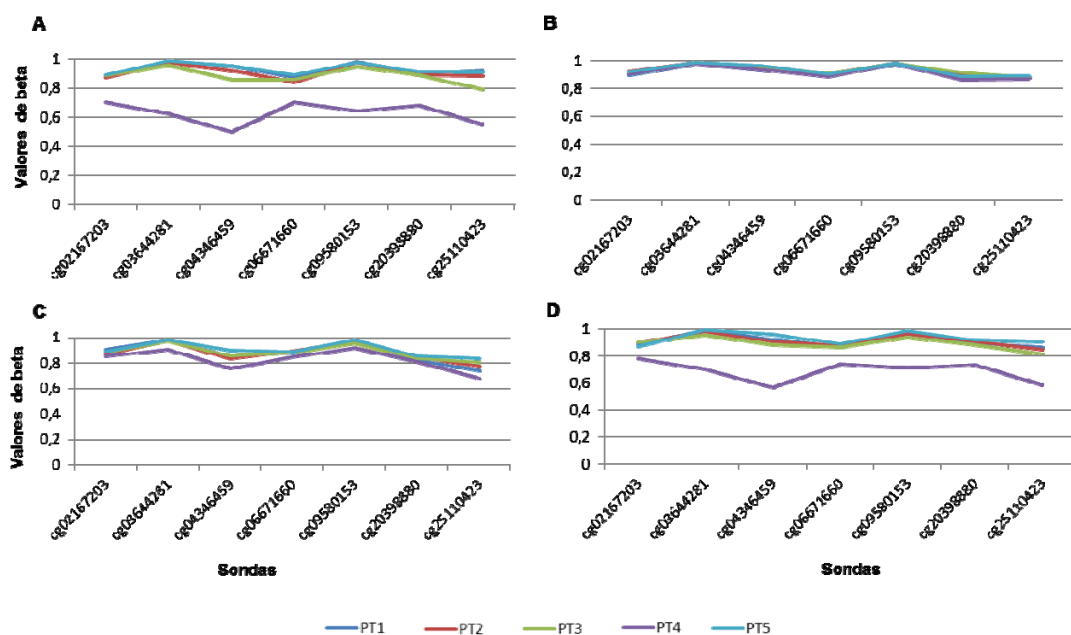 A
Valores de beta
1
0,8
0,6
0,4
0,2
0
cg02167203
cg03644281
cg04346459
cg06671660
cg09580153
cg20398880
cg25110423
B
1
0,8
0,6
0,4
0,2
0
cg02167203
cg03644281
cg04346459
cg06671660
cg09580153
cg20398880
cg25110423
C
Valores de beta
1
0,8
0,6
0,4
0,2
0
cg02167203
cg03644281
cg04346459
cg06671660
cg09580153
cg20398880
cg25110423
Sondas
D
1
0,8
0,6
0,4
0,2
0
cg02167203
cg03644281
cg04346459
cg06671660
cg09580153
cg20398880
cg25110423
Sondas
PT1
PT2
PT3
PT4
PT5